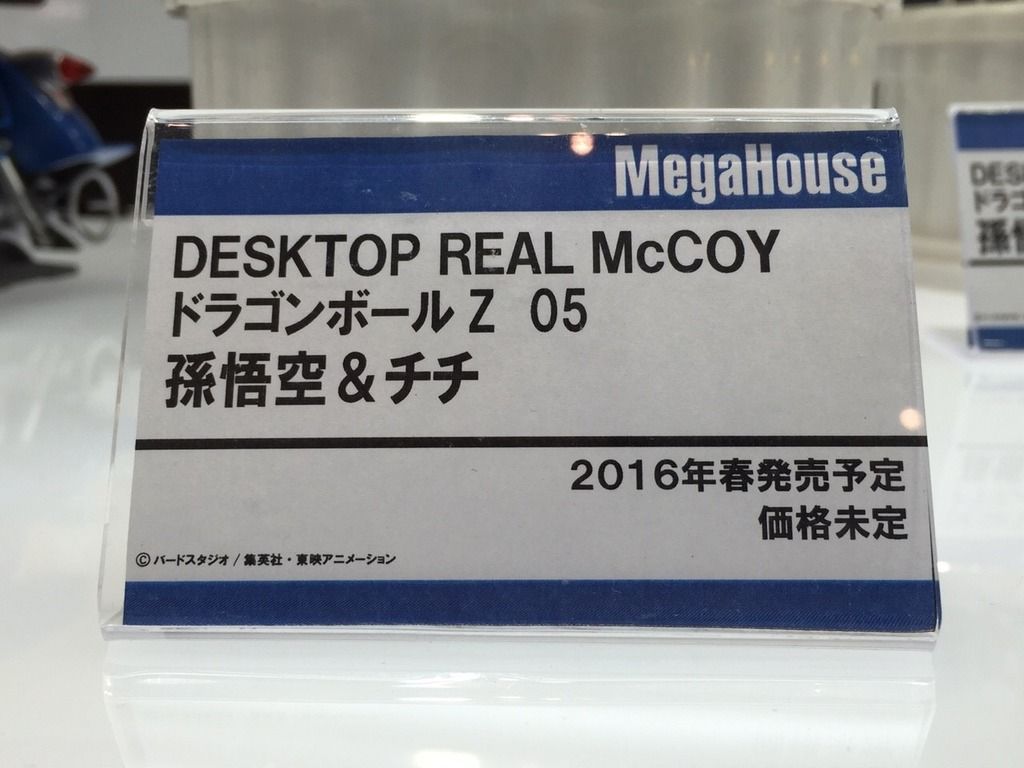 MegaHouse
DESKTOP REAL McCOY
ドラゴンボールZ 05
孫悟空&チチ
2016年春発売予定
価格未定
© バードスタジオ / 集英社・東映アニメーション